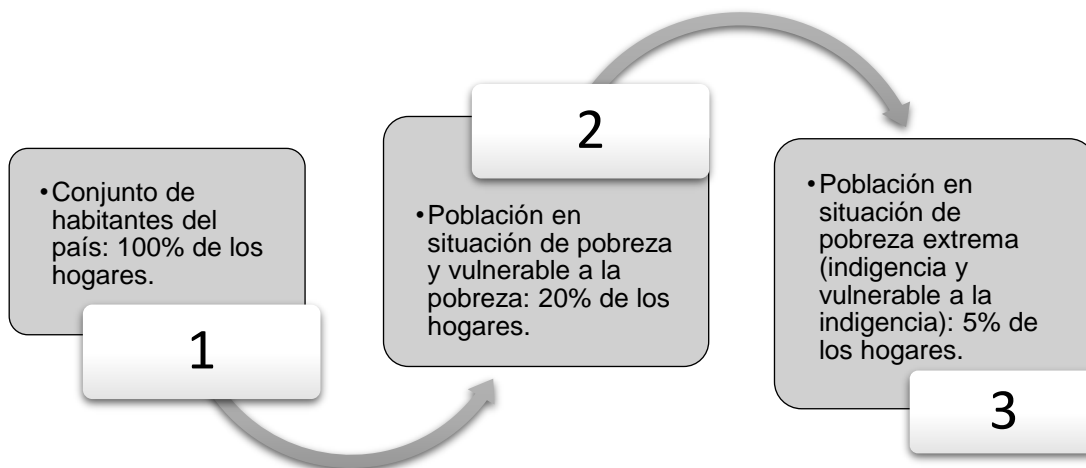 •Conjunto de
habitantes del
país: 100% de los
hogares.
1
2
•Población en
situación de pobreza
y vulnerable a la
pobreza: 20% de los
hogares.
•Población en
situación de
pobreza extrema
(indigencia y
vulnerable a la
indigencia): 5% de
los hogares.
3